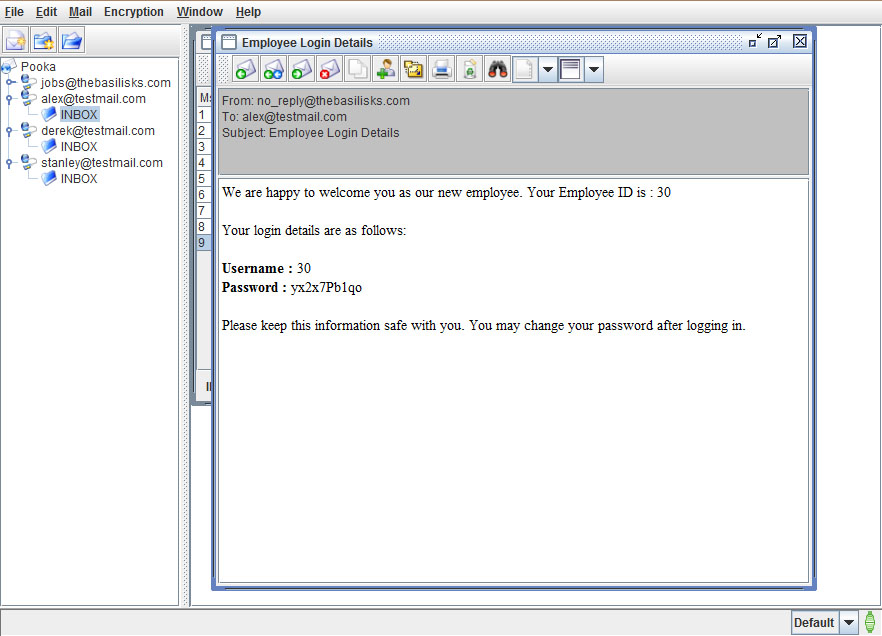 File Edit Mail Encryption Window Help
Pooka
jobs@thebasilisks.com
alex@testmail.com
INBOX
derek@testmail.com
INBOX
stanley@testmail.com
INBOX
1
2
3
4
5
6
7
8
9
Employee Login Details
From: no_reply@thebasilisks.com
To: alex@testmail.com
Subject: Employee Login Details
We are happy to welcome you as our new employee. Your Employee ID is : 30
Your login details are as follows:
Username : 30
Password : yx2x7Pb1qo
Please keep this information safe with you. You may change your password after logging in.
Default